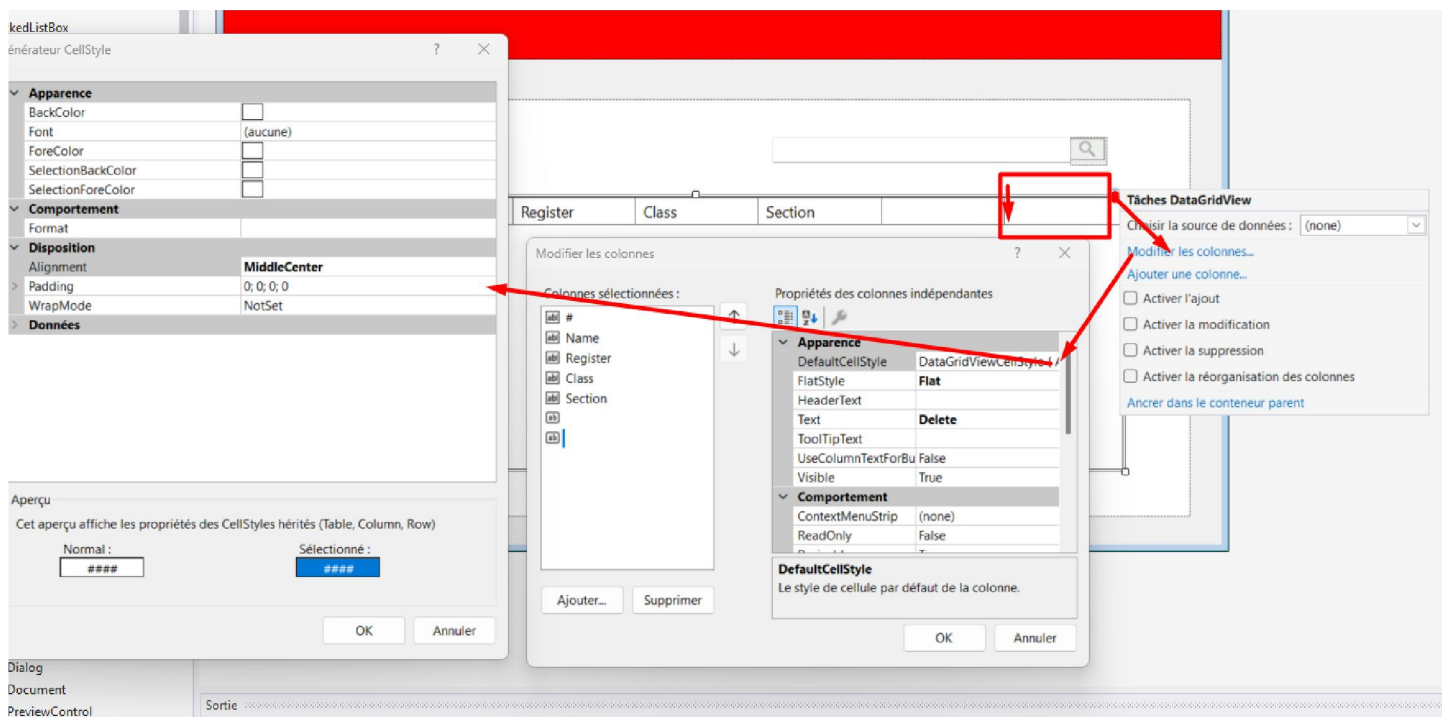 kedListBox
énérateur CellStyle
?
Apparence
BackColor
Font (aucune)
ForeColor
SelectionBackColor
SelectionForeColor
Comportement
Format
Disposition
Alignment MiddleCenter
Padding 0; 0; 0; 0
WrapMode NotSet
Données
Aperçu
Cet aperçu affiche les propriétés des CellStyles hérités (Table, Column, Row)
Normal : Sélectionné :
#### ####
OK Annuler
Register Class Section
Modifier les colonnes ?
Colonnes sélectionnées :
#
Name
Register
Class
Section
Ajouter... Supprimer
Propriétés des colonnes indépendantes
Apparence
DefaultCellStyle DataGridViewCellStyle { A
FlatStyle Flat
HeaderText
Text Delete
ToolTipText
UseColumnTextForBu False
Visible True
Comportement
ContextMenuStrip (none)
ReadOnly False
DefaultCellStyle
Le style de cellule par défaut de la colonne.
OK Annuler
Tâches DataGridView
Choisir la source de données : (none)
Modifier les colonnes...
Ajouter une colonne...
Activer l'ajout
Activer la modification
Activer la suppression
Activer la réorganisation des colonnes
Ancrer dans le conteneur parent
Dialog
Document
PreviewControl
Sortie